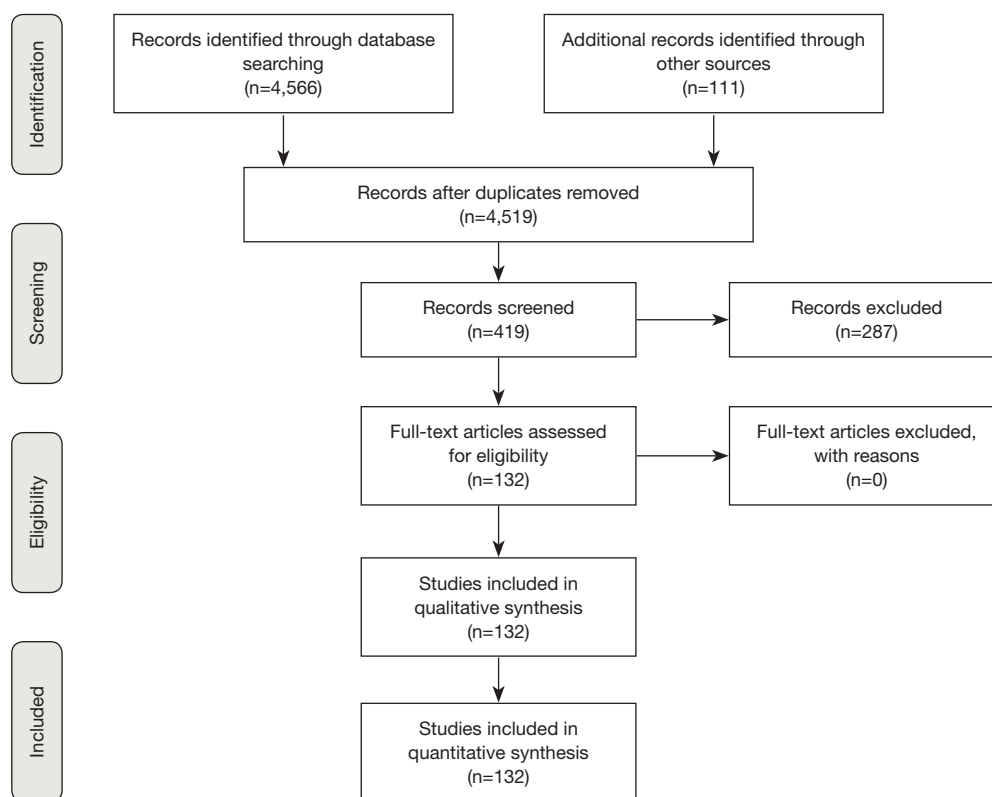 Identification
Records identified through database
searching
(n=4,566)
Additional records identified through
other sources
(n=111)
Records after duplicates removed
(n=4,519)
Screening
Records screened
(n=419)
Records excluded
(n=287)
Eligibility
Full-text articles assessed
for eligibility
(n=132)
Full-text articles excluded,
with reasons
(n=0)
Studies included in
qualitative synthesis
(n=132)
Included
Studies included in
quantitative synthesis
(n=132)